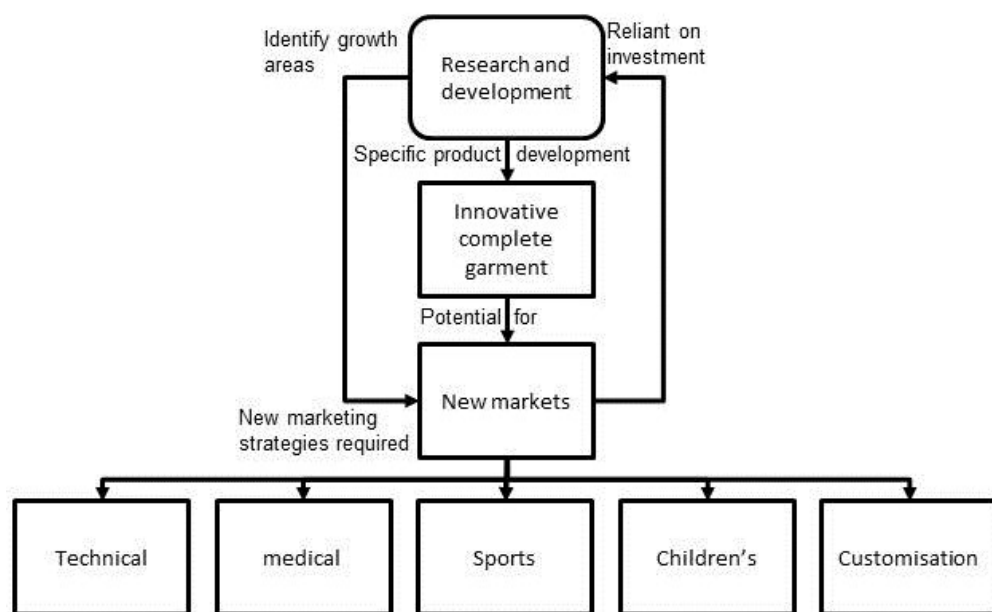 Identify growth
areas
Reliant on
investment
Research and
development
Specific product development
Innovative
complete
garment
Potential for
New markets
New marketing
strategies required
Technical
medical
Sports
Children's
Customisation